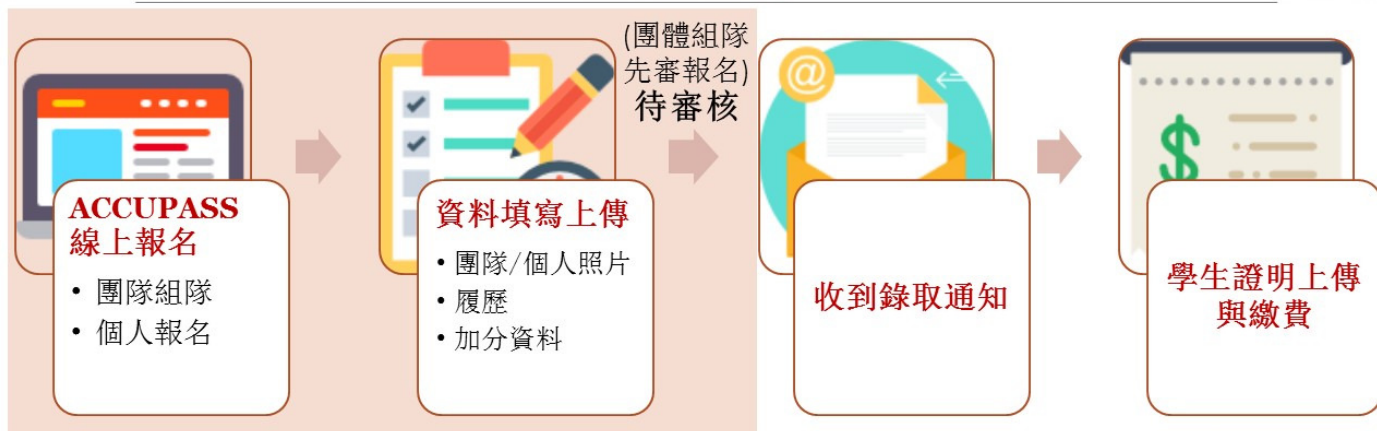 ACCUPASS
線上報名
• 團隊組隊
• 個人報名
資料填寫上傳
• 團隊/個人照片
• 履歷
• 加分資料
(團體組隊
先審報名)
待審核
@
收到錄取通知
$
學生證明上傳
與繳費